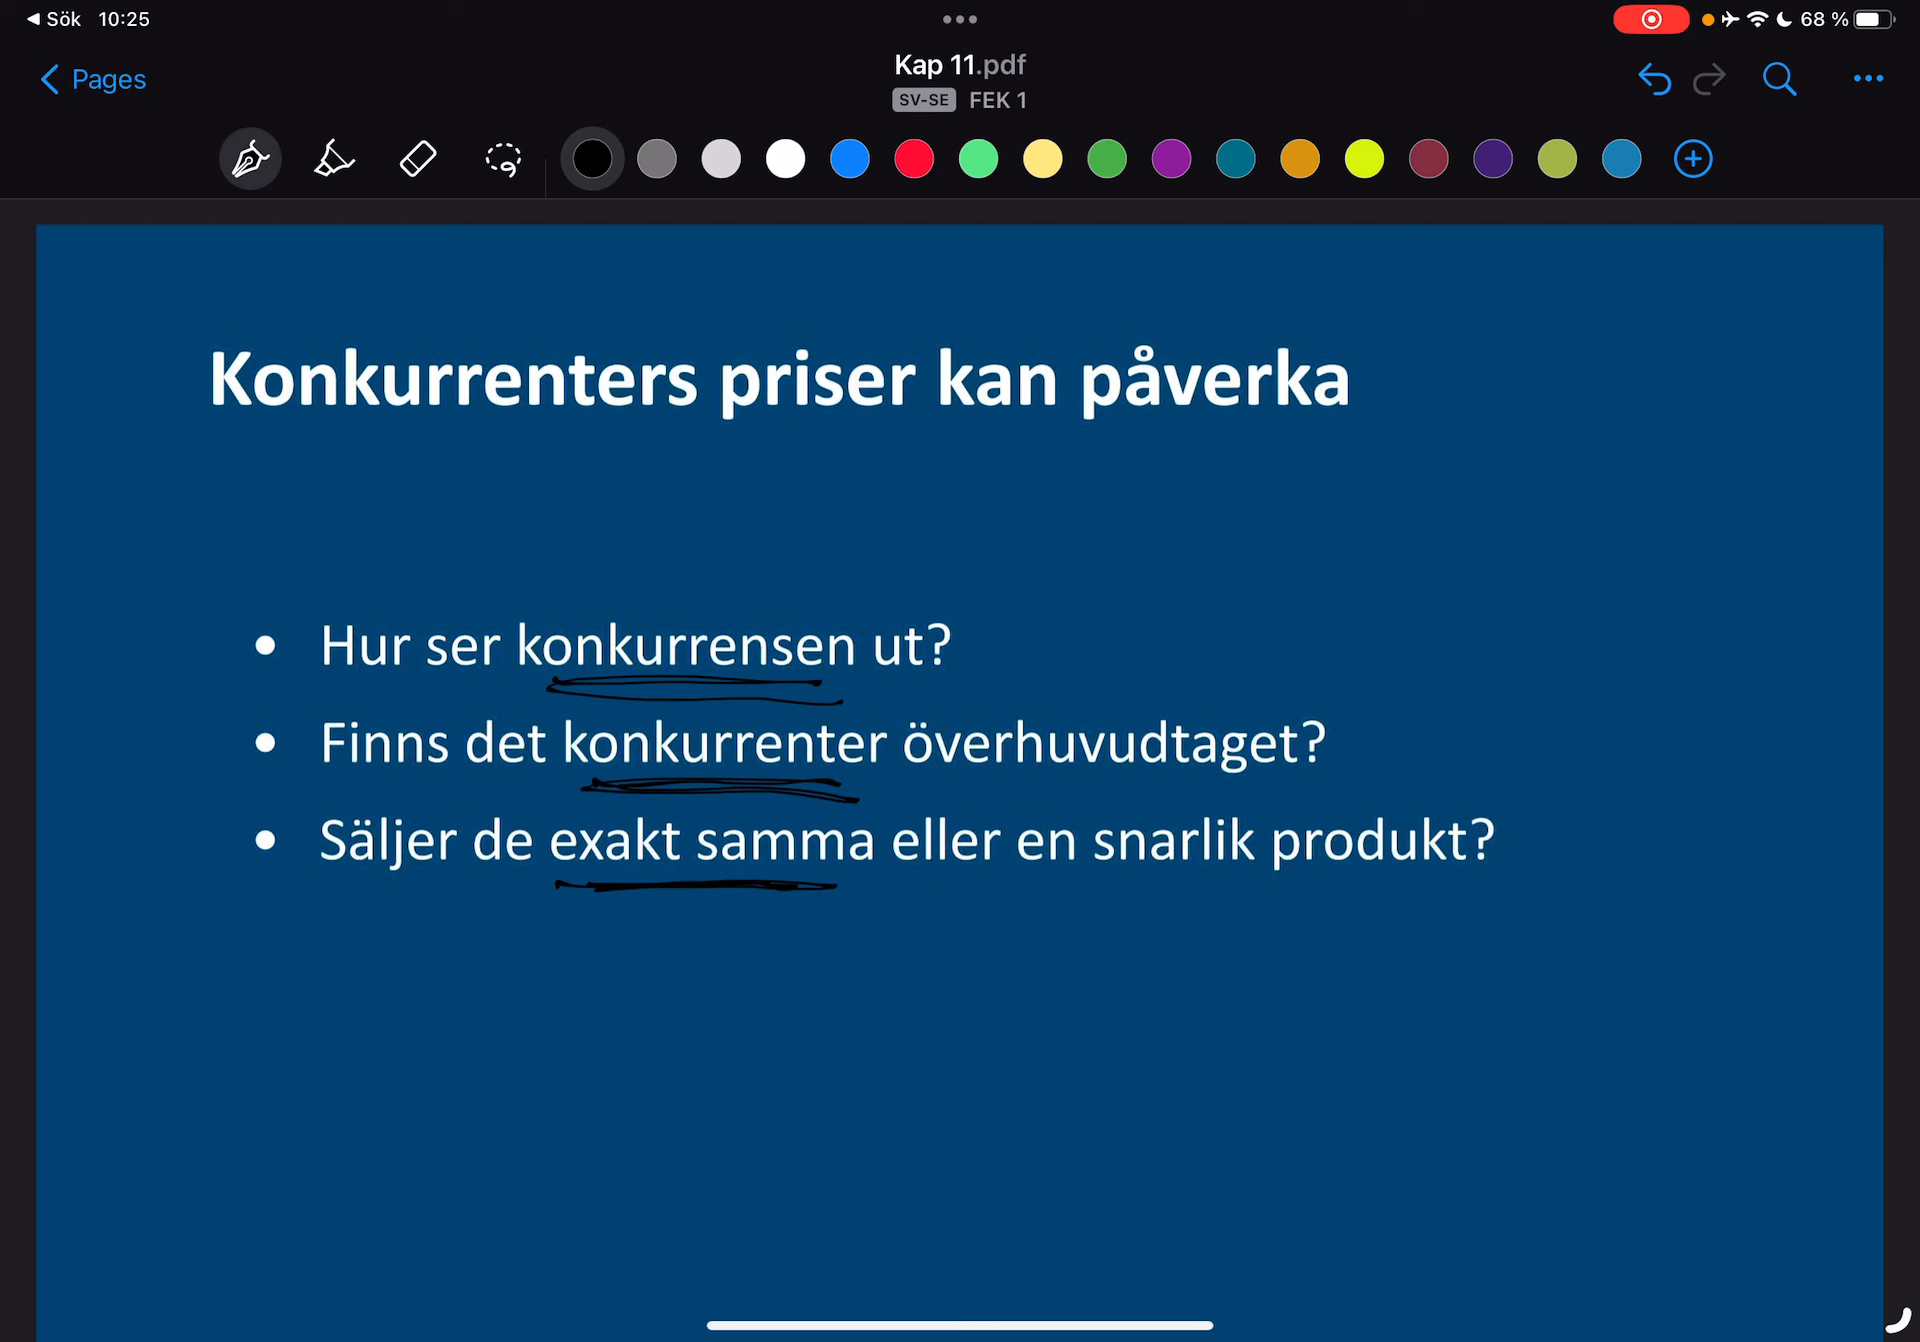 Sök 10:25
68 %
Pages
Kap 11.pdf
SV-SE FEK 1
Konkurrenters priser kan påverka
• Hur ser konkurrensen ut?
• Finns det konkurrenter överhuvudtaget?
• Säljer de exakt samma eller en snarlik produkt?